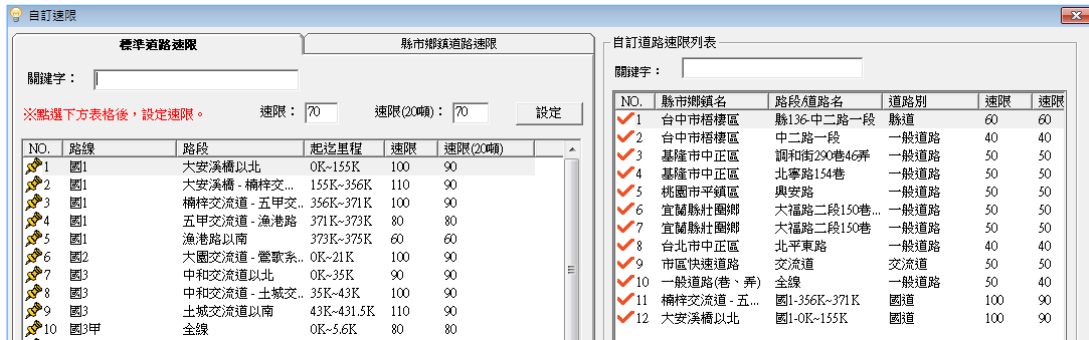 自訂速限
標準道路速限
縣市鄉鎮道路速限
關鍵字：
※點選下方表格後，設定速限。 速限： 70 速限(20噸)： 70 設定
NO. 路線 路段 起迄里程 速限 速限(20噸)
1 國1 大安溪橋以北 0K~155K 100 90
2 國1 大安溪橋 - 楠梓交... 155K~356K 110 90
3 國1 楠梓交流道 - 五甲交... 356K~371K 100 90
4 國1 五甲交流道 - 漁港路 371K~373K 80 80
5 國1 漁港路以南 373K~375K 60 60
6 國2 大園交流道 - 鶯歌系... 0K~21K 100 90
7 國3 中和交流道以北 0K~35K 90 90
8 國3 中和交流道 - 土城交... 35K~43K 100 90
9 國3 土城交流道以南 43K~431.5K 110 90
10 國3甲 全線 0K~5.6K 80 80
自訂道路速限列表
關鍵字：
NO. 縣市鄉鎮名 路段/道路名 道路別 速限 速限
1 台中市梧棲區 縣136-中二路一段 縣道 60 60
2 台中市梧棲區 中二路一段 一般道路 40 40
3 基隆市中正區 調和街290巷46弄 一般道路 50 50
4 基隆市中正區 北寧路154巷 一般道路 50 50
5 桃園市平鎮區 興安路 一般道路 50 50
6 宜蘭縣壯圍鄉 大福路二段150巷... 一般道路 50 50
7 宜蘭縣壯圍鄉 大福路二段150巷 一般道路 50 50
8 台北市中正區 北平東路 一般道路 40 40
9 市區快速道路 交流道 交流道 50 50
10 一般道路(巷、弄) 全線 一般道路 50 40
11 楠梓交流道 - 五... 國1-356K~371K 國道 100 90
12 大安溪橋以北 國1-0K~155K 國道 100 90